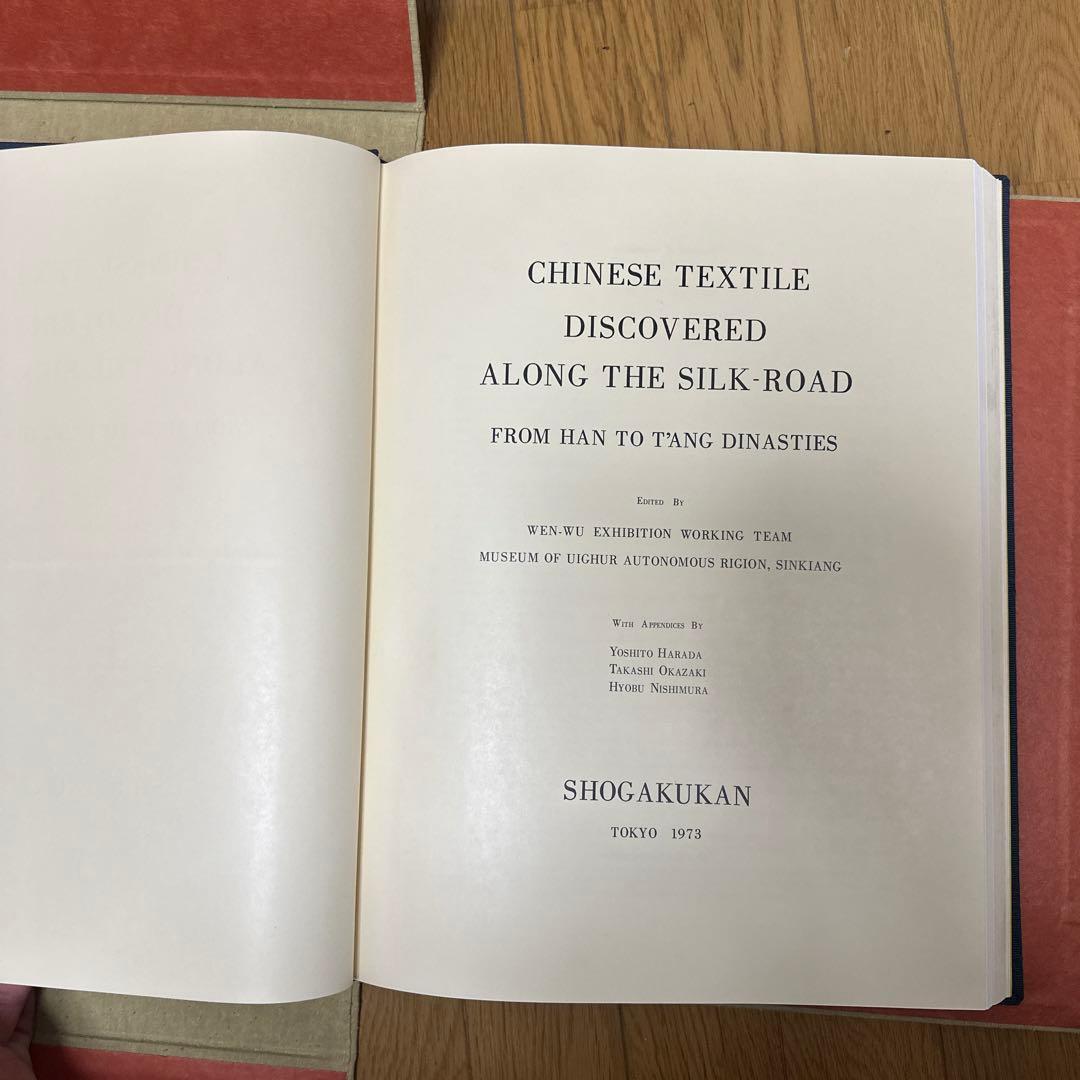 CHINESE TEXTILE
DISCOVERED
ALONG THE SILK-ROAD
FROM HAN TO T'ANG DINASTIES
EDITED BY
WEN-WU EXHIBITION WORKING TEAM
MUSEUM OF UIGHUR AUTONOMOUS RIGION, SINKIANG
WITH APPENDICES BY
YOSHITO HARADA
TAKASHI OKAZAKI
HYOBU NISHIMURA
SHOGAKUKAN
TOKYO 1973